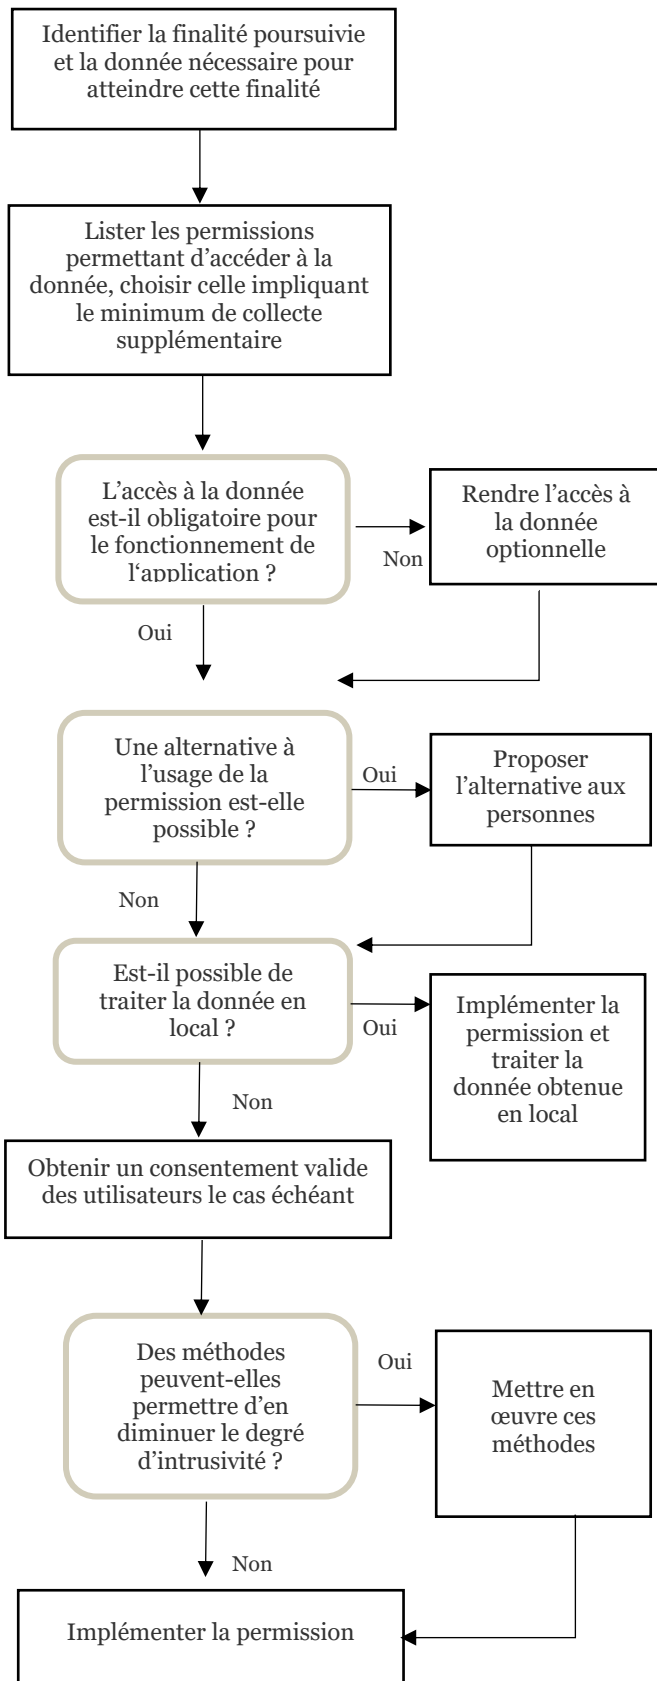 Identifier la finalité poursuivie
et la donnée nécessaire pour
atteindre cette finalité
Lister les permissions
permettant d'accéder à la
donnée, choisir celle impliquant
le minimum de collecte
supplémentaire
L'accès à la donnée
est-il obligatoire pour
le fonctionnement de
l'application ?
Non
Rendre l'accès à
la donnée
optionnelle
Oui
Une alternative à
l'usage de la
permission est-elle
possible ?
Oui
Proposer
l'alternative aux
personnes
Non
Est-il possible de
traiter la donnée en
local ?
Oui
Implémenter la
permission et
traiter la
donnée obtenue
en local
Non
Obtenir un consentement valide
des utilisateurs le cas échéant
Des méthodes
peuvent-elles
permettre d'en
diminuer le degré
d'intrusivité ?
Oui
Mettre en
œuvre ces
méthodes
Non
Implémenter la permission